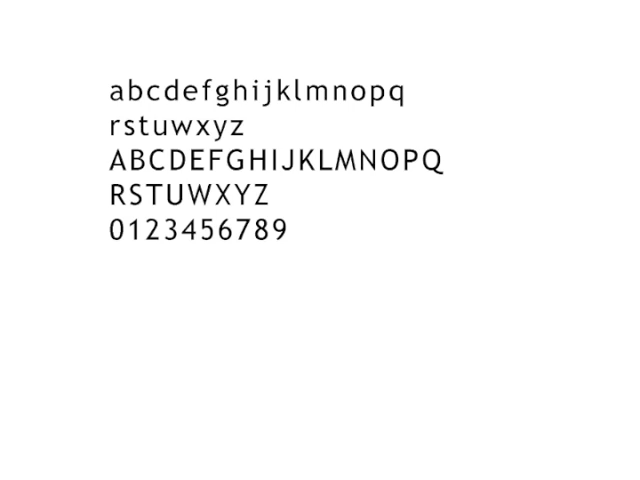 abcdefghijklmnopq
rstuwxyz
ABCDEFGHIJKLMNOPQ
RSTUWXYZ
0123456789